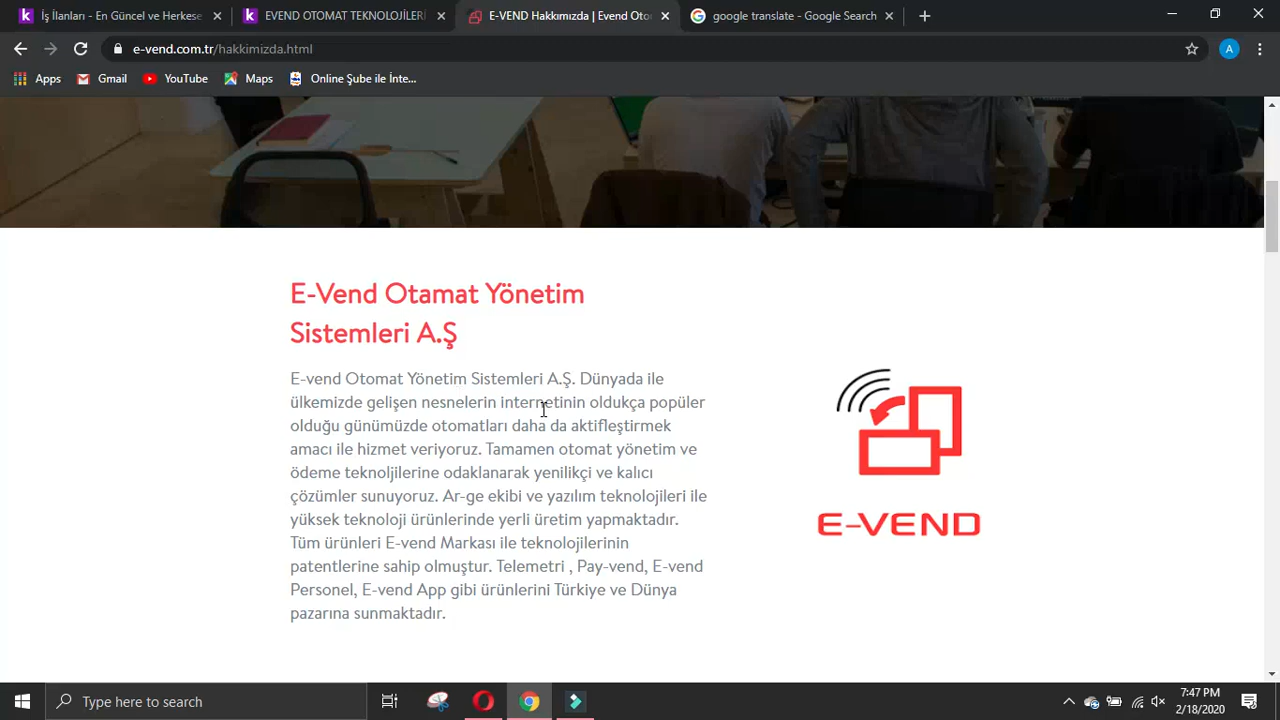 İş İlanları - En Güncel ve Herkese
EVEND OTOMAT TEKNOLOJİLERİ
E-VEND Hakkımızda | Evend Oto
google translate - Google Search
e-vend.com.tr/hakkimizda.html
A
Apps
Gmail
YouTube
Maps
Online Şube ile İnte...
E-Vend Otamat Yönetim
Sistemleri A.Ş
E-vend Otomat Yönetim Sistemleri A.Ş. Dünyada ile
ülkemizde gelişen nesnelerin internetinin oldukça popüler
olduğu günümüzde otomatları daha da aktifleştirmek
amacı ile hizmet veriyoruz. Tamamen otomat yönetim ve
ödeme teknoljilerine odaklanarak yenilikçi ve kalıcı
çözümler sunuyoruz. Ar-ge ekibi ve yazılım teknolojileri ile
yüksek teknoloji ürünlerinde yerli üretim yapmaktadır.
Tüm ürünleri E-vend Markası ile teknolojilerinin
patentlerine sahip olmuştur. Telemetri , Pay-vend, E-vend
Personel, E-vend App gibi ürünlerini Türkiye ve Dünya
pazarına sunmaktadır.
E-VEND
Type here to search
7:47 PM
2/18/2020